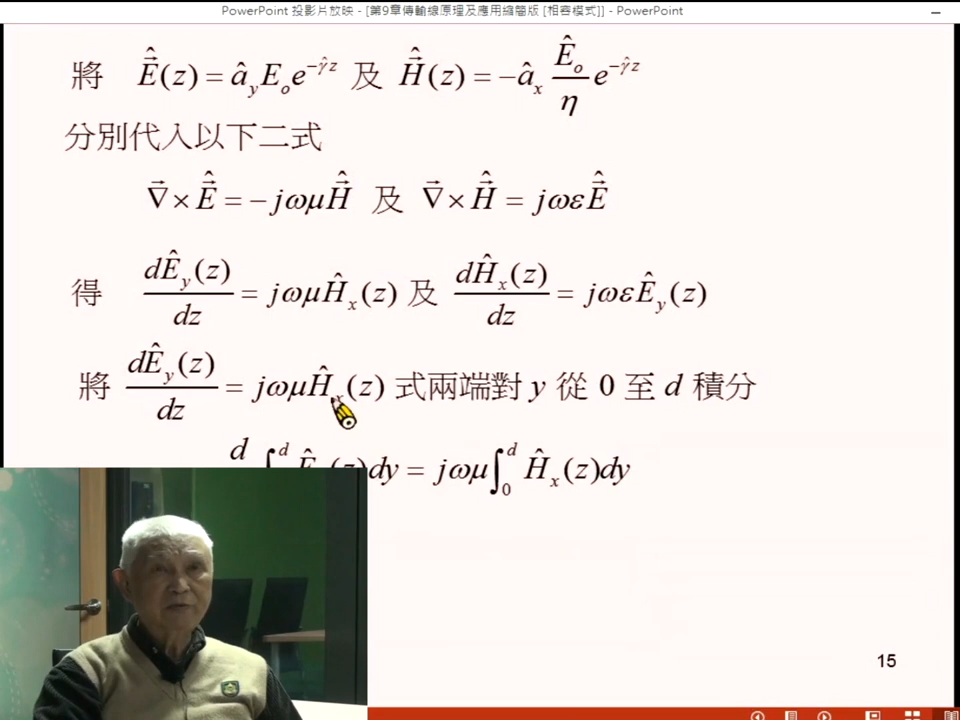 PowerPoint 投影片放映 - [第9章傳輸線原理及應用縮簡版 [相容模式]] - PowerPoint
將 $\hat{\vec{E}}(z) = \hat{a}_y E_o e^{-\hat{\gamma} z}$ 及 $\hat{\vec{H}}(z) = -\hat{a}_x \frac{\hat{E}_o}{\eta} e^{-\hat{\gamma} z}$
分別代入以下二式
$\vec{\nabla} \times \hat{\vec{E}} = -j\omega\mu \hat{\vec{H}}$ 及 $\vec{\nabla} \times \hat{\vec{H}} = j\omega\varepsilon \hat{\vec{E}}$
得 $\frac{d\hat{E}_y(z)}{dz} = j\omega\mu \hat{H}_x(z)$ 及 $\frac{d\hat{H}_x(z)}{dz} = j\omega\varepsilon \hat{E}_y(z)$
將 $\frac{d\hat{E}_y(z)}{dz} = j\omega\mu \hat{H}_x(z)$ 式兩端對 y 從 0 至 d 積分
$d \int_0^d \hat{E}(z)dy = j\omega\mu \int_0^d \hat{H}_x(z)dy$
15